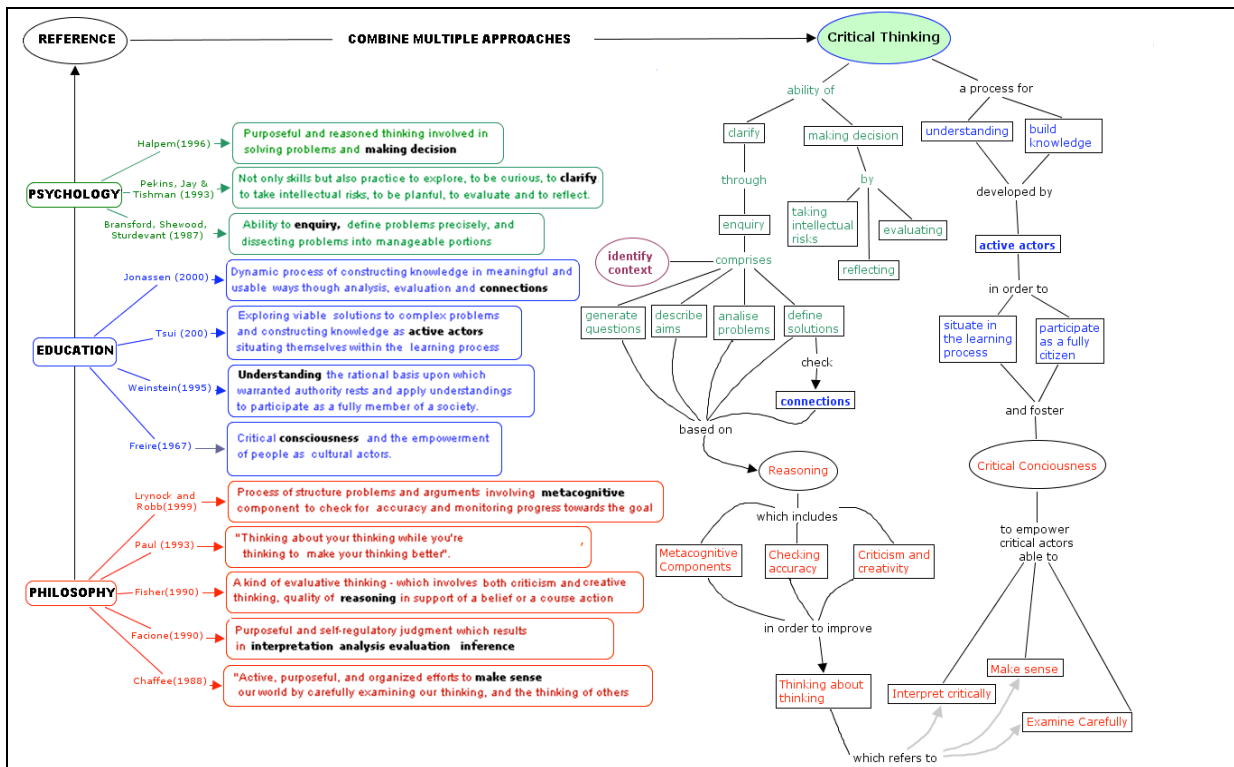 REFERENCE
COMBINE MULTIPLE APPROACHES
PSYCHOLOGY
Halpem(1996)
Purposeful and reasoned thinking involved in
solving problems and making decision
Pekins, Jay &
Tishman (1993)
Not only skills but also practice to explore, to be curious, to clarify
to take intellectual risks, to be planful, to evaluate and to reflect.
Bransford, Shewood,
Sturdevant (1987)
Ability to enquiry, define problems precisely, and
dissecting problems into manageable portions
EDUCATION
Jonassen (2000)
Dynamic process of constructing knowledge in meaningful and
usable ways though analysis, evaluation and connections
Tsui (200)
Exploring viable solutions to complex problems
and constructing knowledge as active actors
situating themselves within the learning process
Weinstein(1995)
Understanding the rational basis upon which
warranted authority rests and apply understandings
to participate as a fully member of a society.
Freire(1967)
Critical consciousness and the empowerment
of people as cultural actors.
PHILOSOPHY
Lrynock and
Robb(1999)
Process of structure problems and arguments involving metacognitive
component to check for accuracy and monitoring progress towards the goal
Paul (1993)
"Thinking about your thinking while you're
thinking to make your thinking better".
Fisher(1990)
A kind of evaluative thinking - which involves both criticism and creative
thinking, quality of reasoning in support of a belief or a course action
Facione(1990)
Purposeful and self-regulatory judgment which results
in interpretation analysis evaluation inference
Chaffee(1988)
"Active, purposeful, and organized efforts to make sense
our world by carefully examining our thinking, and the thinking of others
Critical Thinking
ability of
clarify
through
enquiry
identify
context
comprises
generate
questions
describe
aims
analise
problems
define
solutions
check
connections
based on
making decision
by
taking
intellectual
risks
reflecting
evaluating
Reasoning
which includes
Metacognitive
Components
Checking
accuracy
Criticism and
creativity
in order to improve
Thinking about
thinking
which refers to
a process for
understanding
build
knowledge
developed by
active actors
in order to
situate in
the learning
process
participate
as a fully
citizen
and foster
Critical Conciousness
to empower
critical actors
able to
Interpret critically
Make sense
Examine Carefully